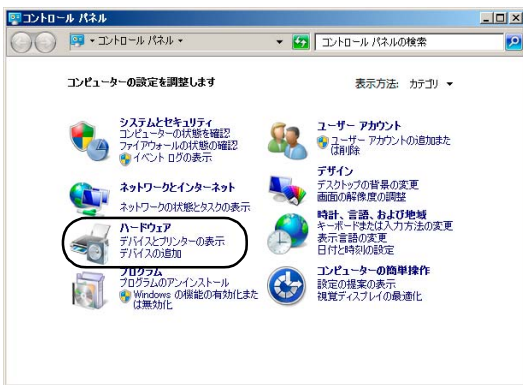 コントロール パネル
コントロール パネル
コントロール パネルの検索
コンピューターの設定を調整します
表示方法: カテゴリ
システムとセキュリティ
コンピューターの状態を確認
ファイアウォールの状態の確認
イベント ログの表示
ネットワークとインターネット
ネットワークの状態とタスクの表示
ハードウェア
デバイスとプリンターの表示
デバイスの追加
プログラム
プログラムのアンインストール
Windows の機能の有効化また
は無効化
ユーザー アカウント
ユーザー アカウントの追加また
は削除
デザイン
デスクトップの背景の変更
画面の解像度の調整
時計、言語、および地域
キーボードまたは入力方法の変更
表示言語の変更
日付と時刻の設定
コンピューターの簡単操作
設定の提案の表示
視覚ディスプレイの最適化